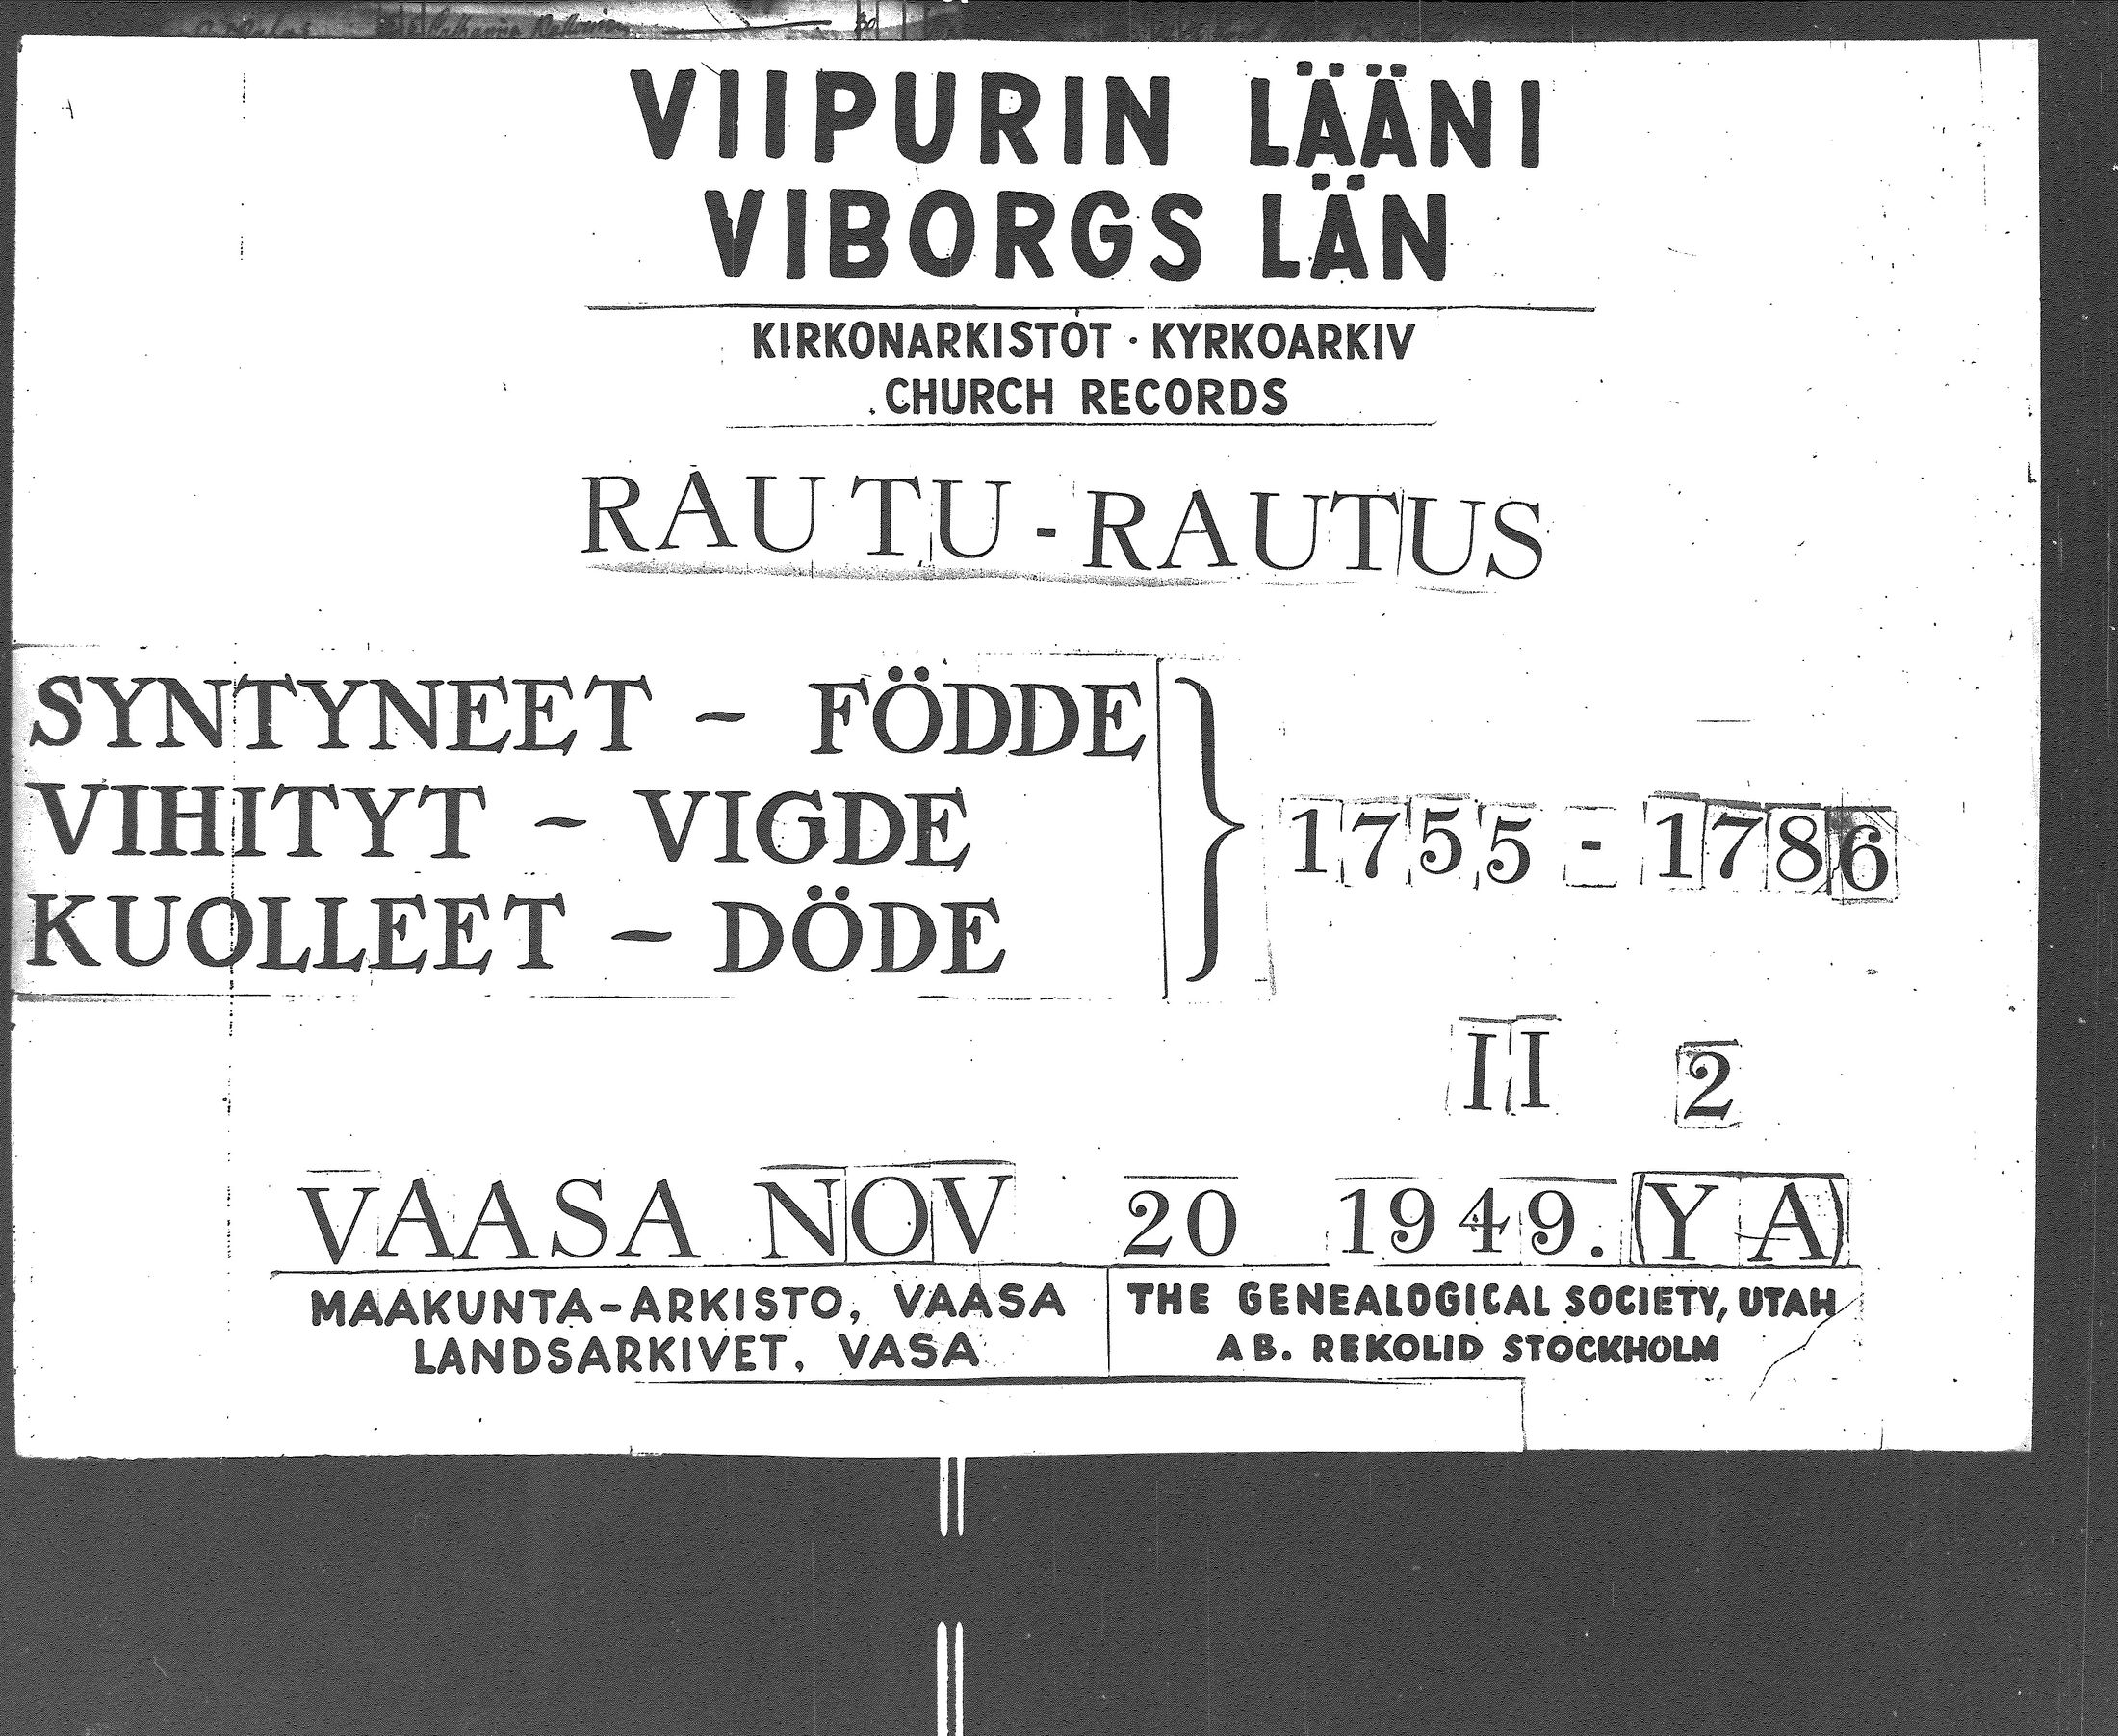 VIIPURIN LÄÄNI
VIBORGS LÄN
KIRKONARKISTOT · KYRKOARKIV
CHURCH RECORDS
RAUTU - RAUTUS
SYNTYNEET - FÖDDE
VIHITYT - VIGDE
KUOLLEET - DÖDE
} 1755 - 1786
II 2
VAASA NOV 20 1949. (YA)
MAAKUNTA-ARKISTO, VAASA
LANDSARKIVET, VASA
THE GENEALOGICAL SOCIETY, UTAH
AB. REKOLID STOCKHOLM